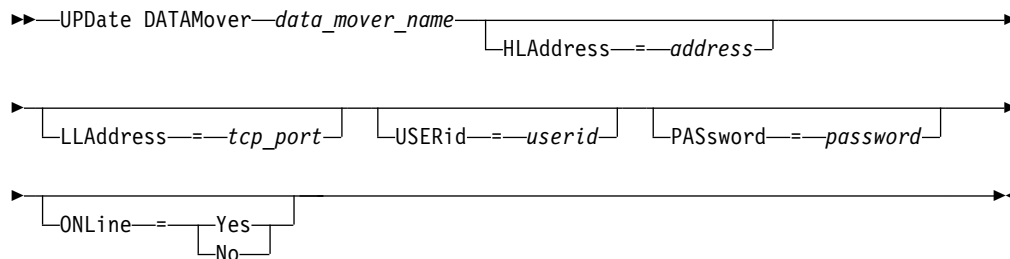 UPDate DATAMover data_mover_name
HLAddress = address
LLAddress = tcp_port USERid = userid PASsword = password
ONLine = Yes
No